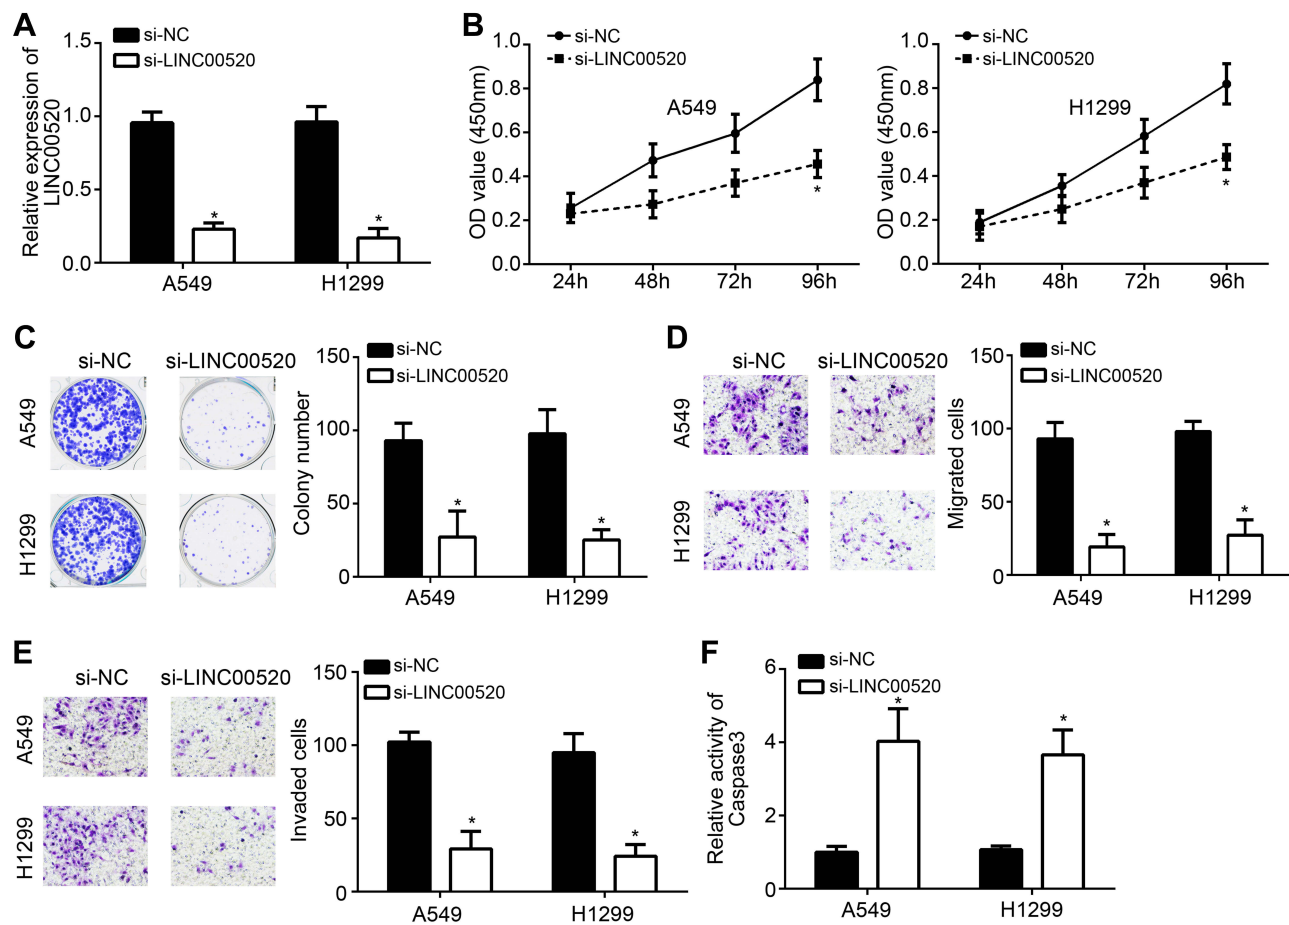 A
Relative expression of
LINC00520
1.5
1.0
0.5
0.0
si-NC
si-LINC00520
*
*
A549
H1299
B
OD value (450nm)
1.0
0.8
0.6
0.4
0.2
0.0
si-NC
si-LINC00520
A549
*
24h
48h
72h
96h
OD value (450nm)
1.0
0.8
0.6
0.4
0.2
0.0
si-NC
si-LINC00520
H1299
*
24h
48h
72h
96h
C
si-NC
si-LINC00520
A549
H1299
Colony number
150
100
50
0
si-NC
si-LINC00520
*
*
A549
H1299
D
si-NC
si-LINC00520
A549
H1299
Migrated cells
150
100
50
0
si-NC
si-LINC00520
*
*
A549
H1299
E
si-NC
si-LINC00520
A549
H1299
Invaded cells
150
100
50
0
si-NC
si-LINC00520
*
*
A549
H1299
F
Relative activity of
Caspase3
6
4
2
0
si-NC
si-LINC00520
*
*
A549
H1299